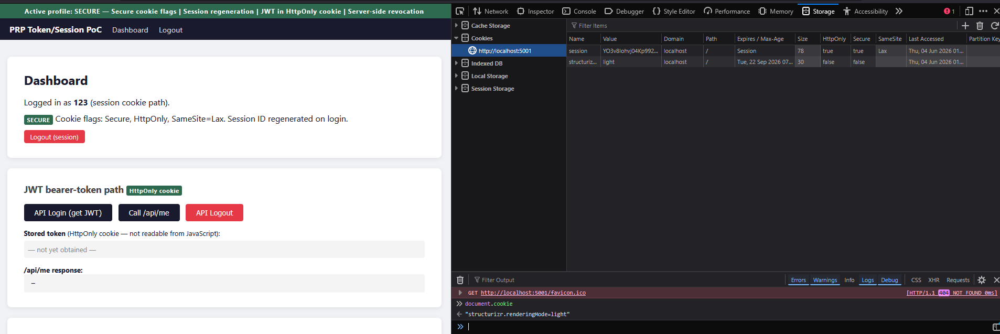 Active profile: SECURE — Secure cookie flags | Session regeneration | JWT in HttpOnly cookie | Server-side revocation
PRP Token/Session PoC Dashboard Logout
Dashboard
Logged in as 123 (session cookie path).
SECURE Cookie flags: Secure, HttpOnly, SameSite=Lax. Session ID regenerated on login.
Logout (session)
JWT bearer-token path HttpOnly cookie
API Login (get JWT) Call /api/me API Logout
Stored token (HttpOnly cookie — not readable from JavaScript):
— not yet obtained —
/api/me response:
—
Network Inspector Console Debugger Style Editor Performance Memory Storage Accessibility 1
Cache Storage
Cookies
http://localhost:5001
Indexed DB
Local Storage
Session Storage
Filter Items
Name Value Domain Path Expires / Max-Age Size HttpOnly Secure SameSite Last Accessed Partition Key
session YO3v8lohvj04Kp992... localhost / Session 78 true true Lax Thu, 04 Jun 2026 01...
structuriz... light localhost / Tue, 22 Sep 2026 07... 30 false false Thu, 04 Jun 2026 01...
Filter Output Errors Warnings Info Logs Debug CSS XHR Requests
GET http://localhost:5001/favicon.ico [HTTP/1.1 404 NOT FOUND 0ms]
document.cookie
"structurizr.renderingMode=light"